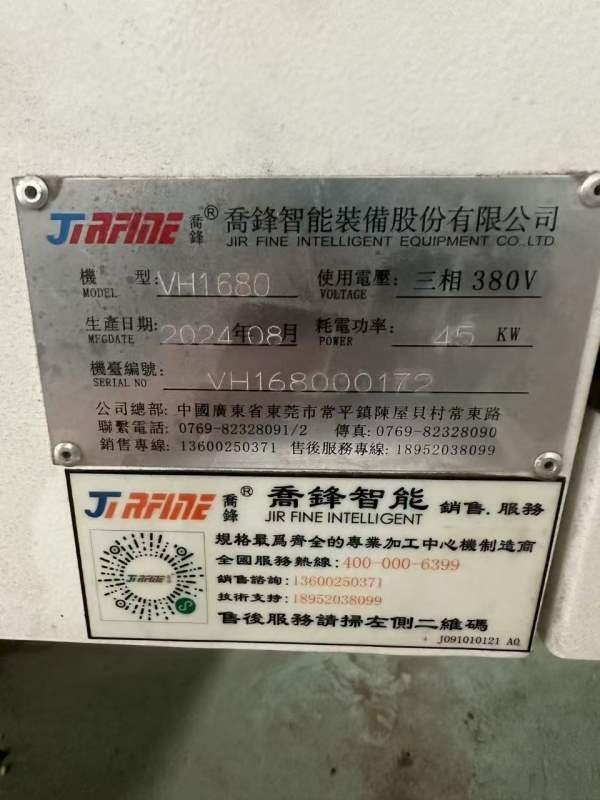 JIRFINE 喬鋒® 喬鋒智能裝備股份有限公司
JIR FINE INTELLIGENT EQUIPMENT CO.,LTD
機 型: VH1680 使用電壓: 三相 380V
MODEL VOLTAGE
生產日期: 2024年08月 耗電功率: 45 KW
MFGDATE POWER
機臺編號: VH168000172
SERIAL NO
公司總部: 中國廣東省東莞市常平鎮陳屋貝村常東路
聯繫電話: 0769-82328091/2 傳真: 0769-82328090
銷售專線: 13600250371 售後服務專線: 18952038099
JIRFINE 喬鋒® 喬鋒智能 銷售.服務
JIR FINE INTELLIGENT
規格最爲齊全的專業加工中心機制造商
全國服務熱線:400-000-6399
銷售諮詢:13600250371
技術支持:18952038099
售後服務請掃左側二維碼
J091010121 A0